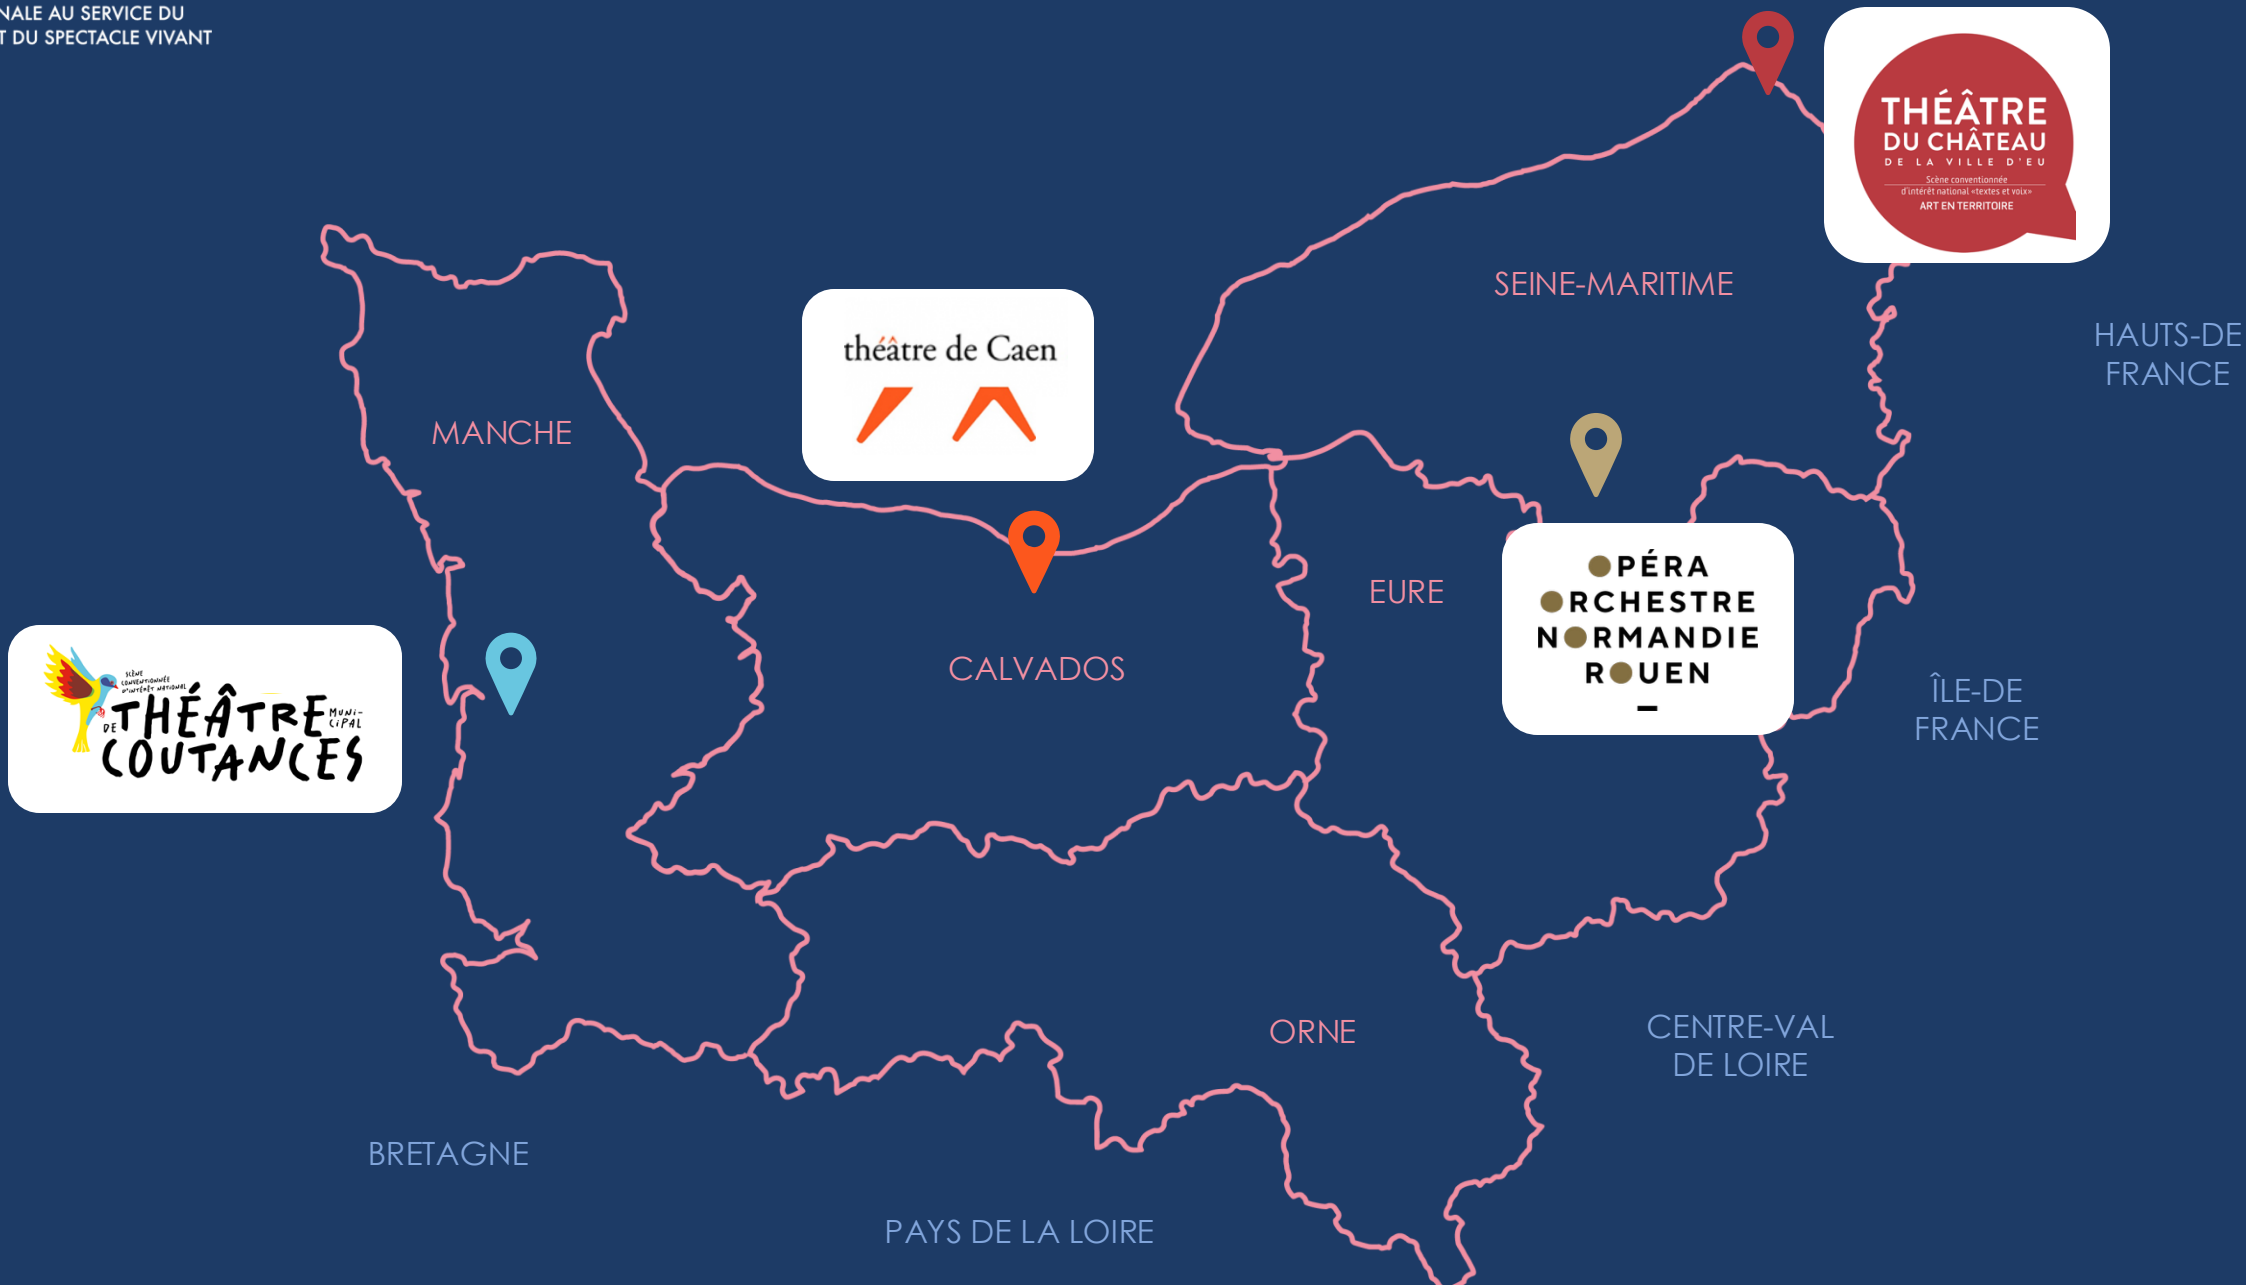 NALE AU SERVICE DU
T DU SPECTACLE VIVANT
THÉÂTRE
DU CHÂTEAU
DE LA VILLE D'EU
Scène conventionnée
d'intérêt national «textes et voix»
ART EN TERRITOIRE
SEINE-MARITIME
HAUTS-DE
FRANCE
théâtre de Caen
MANCHE
OPÉRA
ORCHESTRE
NORMANDIE
ROUEN
EURE
CALVADOS
SCÈNE
CONVENTIONNÉE
D'INTÉRÊT NATIONAL
THÉÂTRE MUNI-
CIPAL
DE COUTANCES
ÎLE-DE
FRANCE
ORNE
CENTRE-VAL
DE LOIRE
BRETAGNE
PAYS DE LA LOIRE